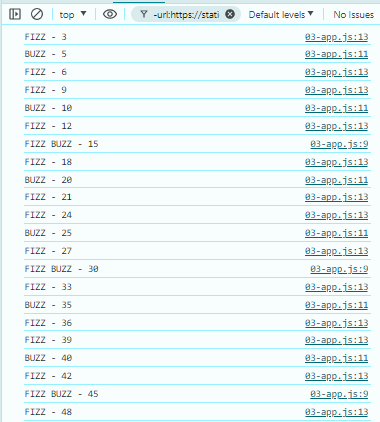 top ▼ -url:https://stati Default levels ▼ No Issues
FIZZ - 3 03-app.js:13
BUZZ - 5 03-app.js:11
FIZZ - 6 03-app.js:13
FIZZ - 9 03-app.js:13
BUZZ - 10 03-app.js:11
FIZZ - 12 03-app.js:13
FIZZ BUZZ - 15 03-app.js:9
FIZZ - 18 03-app.js:13
BUZZ - 20 03-app.js:11
FIZZ - 21 03-app.js:13
FIZZ - 24 03-app.js:13
BUZZ - 25 03-app.js:11
FIZZ - 27 03-app.js:13
FIZZ BUZZ - 30 03-app.js:9
FIZZ - 33 03-app.js:13
BUZZ - 35 03-app.js:11
FIZZ - 36 03-app.js:13
FIZZ - 39 03-app.js:13
BUZZ - 40 03-app.js:11
FIZZ - 42 03-app.js:13
FIZZ BUZZ - 45 03-app.js:9
FIZZ - 48 03-app.js:13